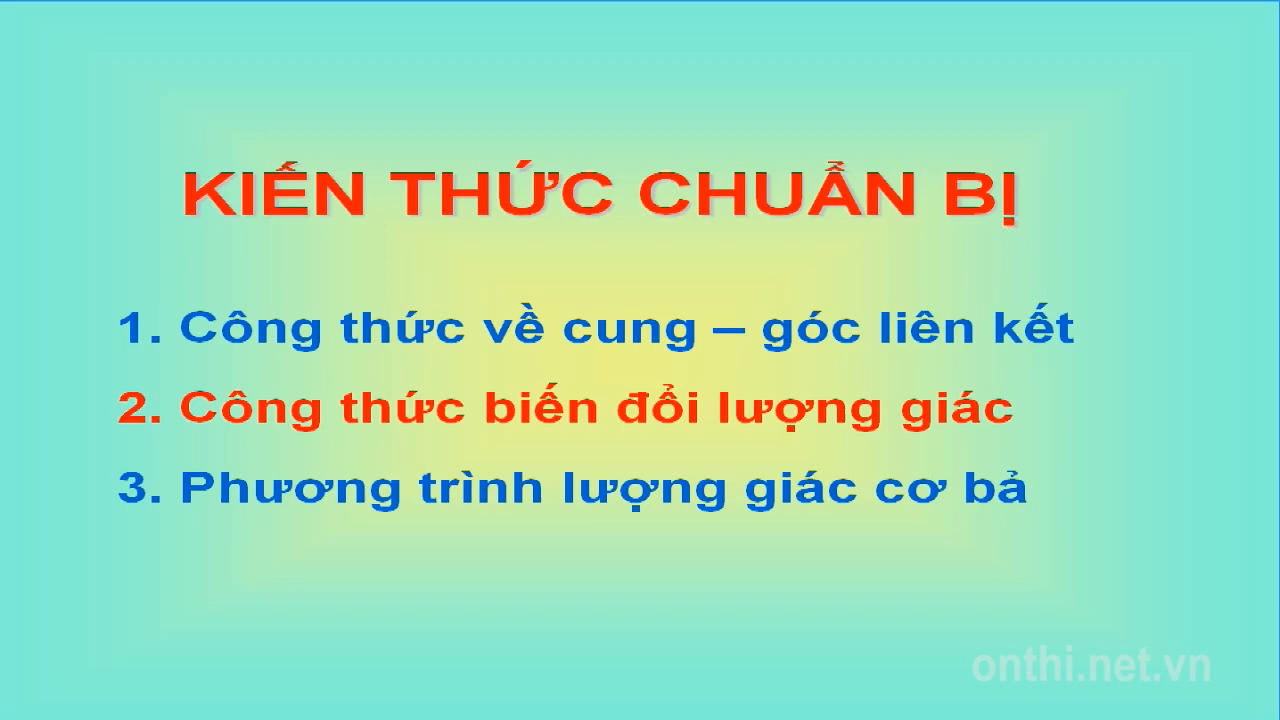 KIẾN THỨC CHUẨN BỊ
1. Công thức về cung – góc liên kết
2. Công thức biến đổi lượng giác
3. Phương trình lượng giác cơ bả
onthi.net.vn